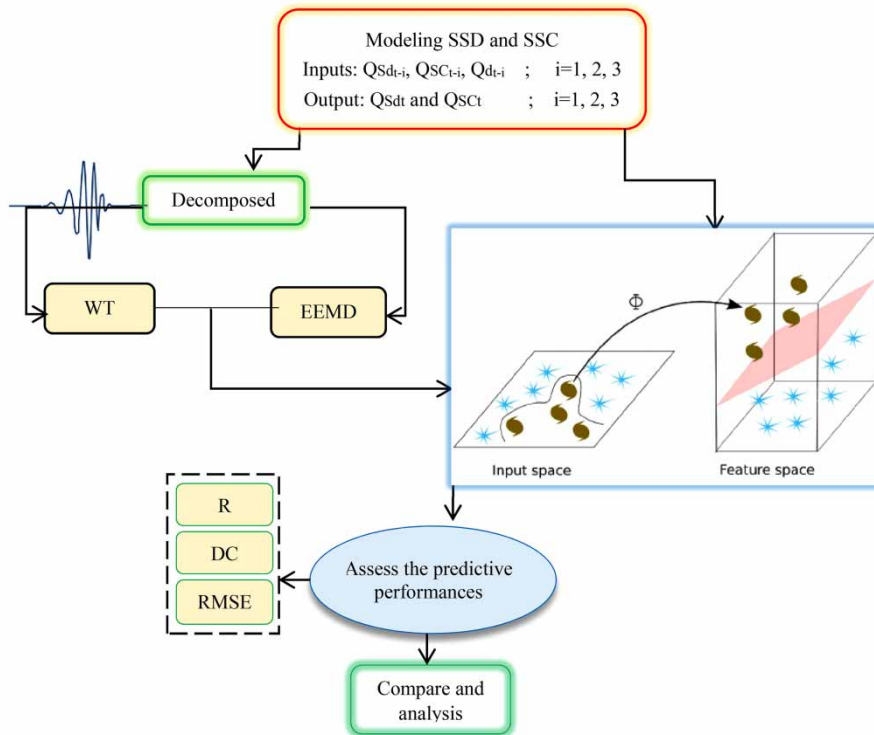 Modeling SSD and SSC
Inputs: QSdt-i, QSCt-i, Qdt-i ; i=1, 2, 3
Output: QSdt and QSCt ; i=1, 2, 3
Decomposed
WT
EEMD
Φ
Input space
Feature space
R
DC
RMSE
Assess the predictive
performances
Compare and
analysis